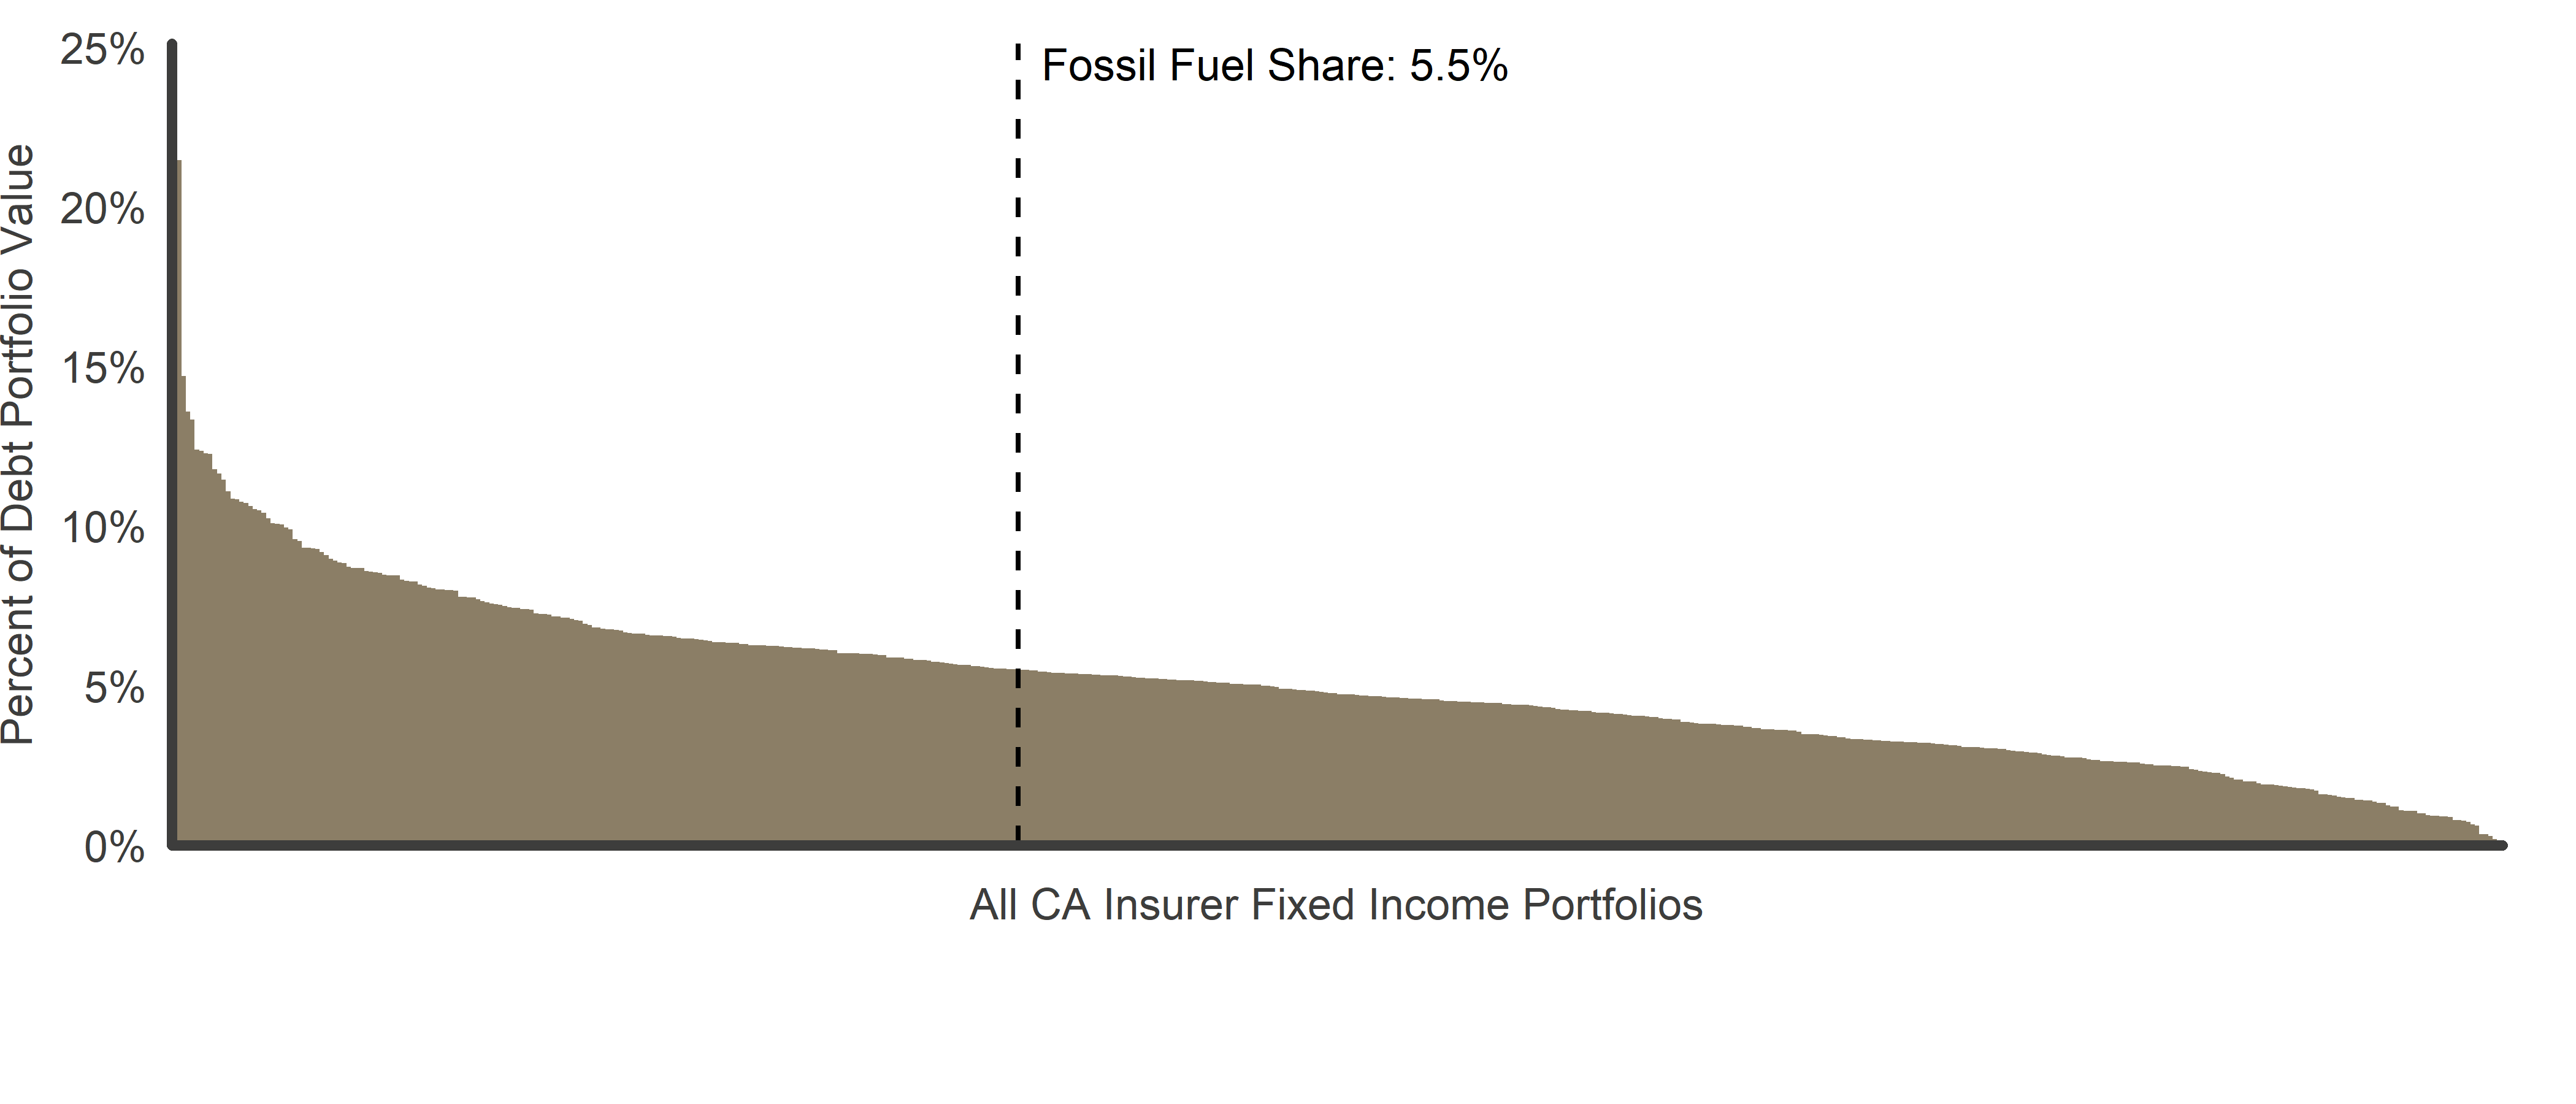 Percent of Debt Portfolio Value
25%
20%
15%
10%
5%
0%
Fossil Fuel Share: 5.5%
All CA Insurer Fixed Income Portfolios